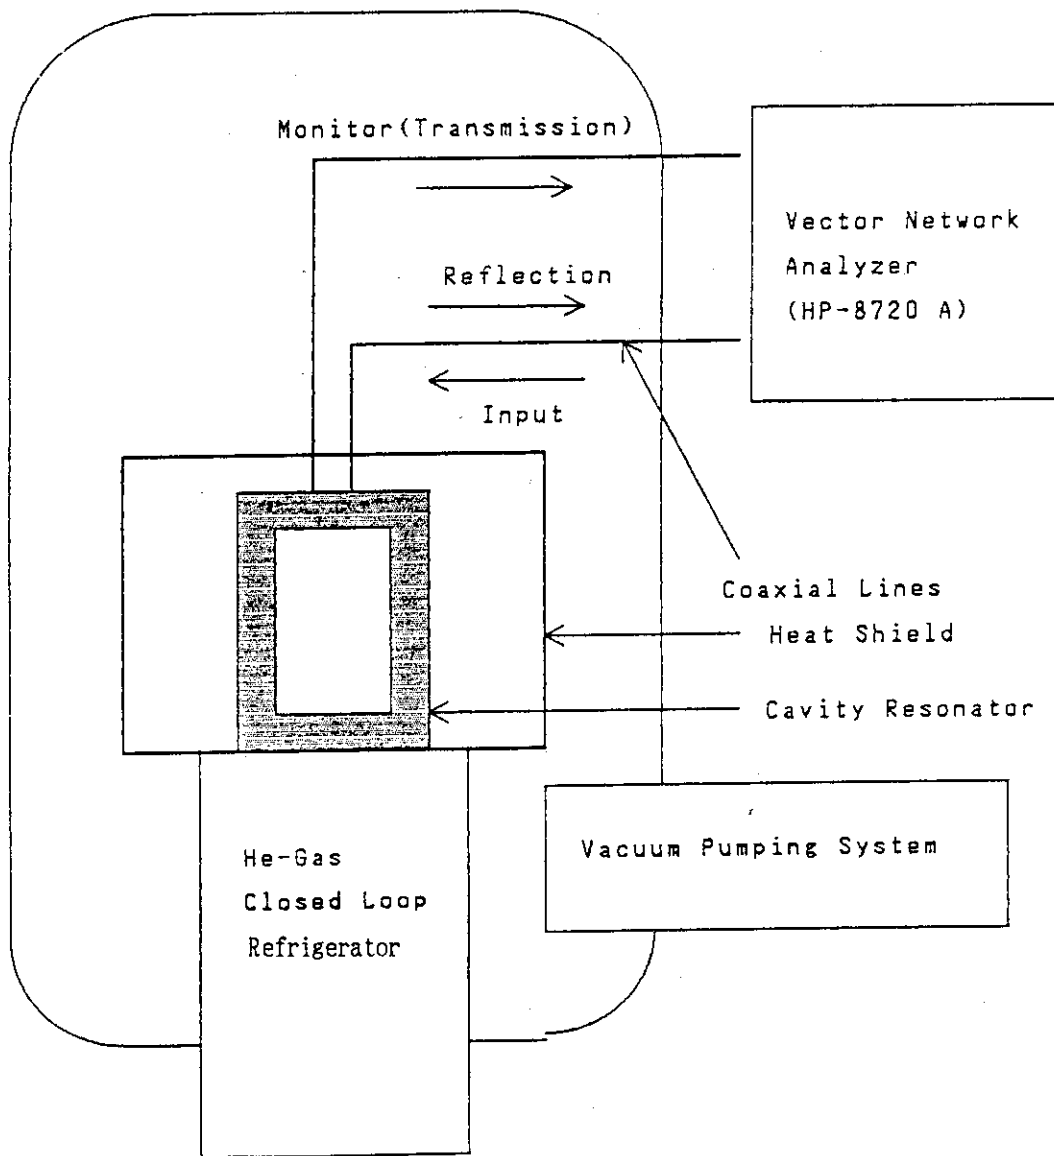 Monitor(Transmission)
Vector Network
Analyzer
(HP-8720 A)
Reflection
Input
Coaxial Lines
Heat Shield
Cavity Resonator
Vacuum Pumping System
He-Gas
Closed Loop
Refrigerator